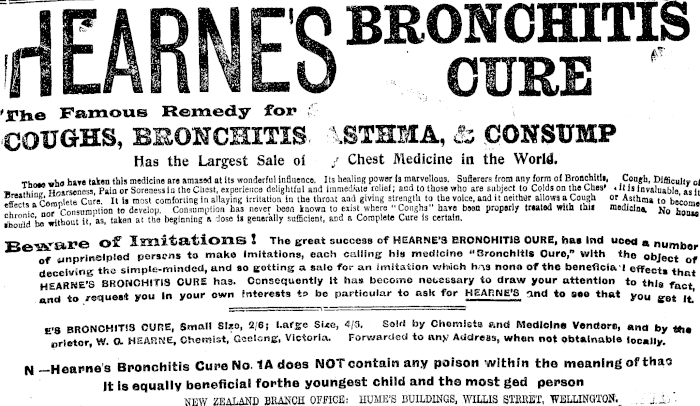 HEARNE'S BRONCHITIS
CURE
The Famous Remedy for
COUGHS, BRONCHITIS ASTHMA, & CONSUMP
Has the Largest Sale of y Chest Medicine in the World.
Those who have taken this medicine are amazed at its wonderful influence. Its healing power is marvellous. Sufferers from any form of Bronchitis, Cough, Difficulty of
Breathing, Hoarseness, Pain or Soreness in the Chest, experience delightful and immediate relief; and to those who are subject to Colds on the Ches it is invaluable, as it
effects a Complete Cure. It is most comforting in allaying irritation in the throat and giving strength to the voice, and it neither allows a Cough or Asthma to become
chronic, nor Consumption to develop. Consumption has never been known to exist where "Coughs" have been properly treated with this medicine. No house
should be without it, as, taken at the beginning a dose is generally sufficient, and a Complete Cure is certain.
Beware of Imitations! The great success of HEARNE'S BRONCHITIS CURE, has ind uced a number
of unprincipled persons to make imitations, each calling his medicine "Bronchitis Cure," with the object of
deceiving the simple-minded, and so getting a sale for an imitation which has none of the beneficial effects that
HEARNE'S BRONCHITIS CURE has. Consequently it has become necessary to draw your attention to this fact,
and to request you in your own interests to be particular to ask for HEARNE'S and to see that you get it.
E'S BRONCHITIS CURE, Small Size, 2/6; Large Size, 4/6. Sold by Chemists and Medicine Vendors, and by the
prietor, W. G. HEARNE, Chemist, Geelong, Victoria. Forwarded to any Address, when not obtainable locally.
N —Hearne's Bronchitis Cure No. 1A does NOT contain any poison within the meaning of that
It is equally beneficial forthe youngest child and the most ged person
NEW ZEALAND BRANCH OFFICE: HUME'S BUILDINGS, WILLIS STRRET, WELLINGTON.